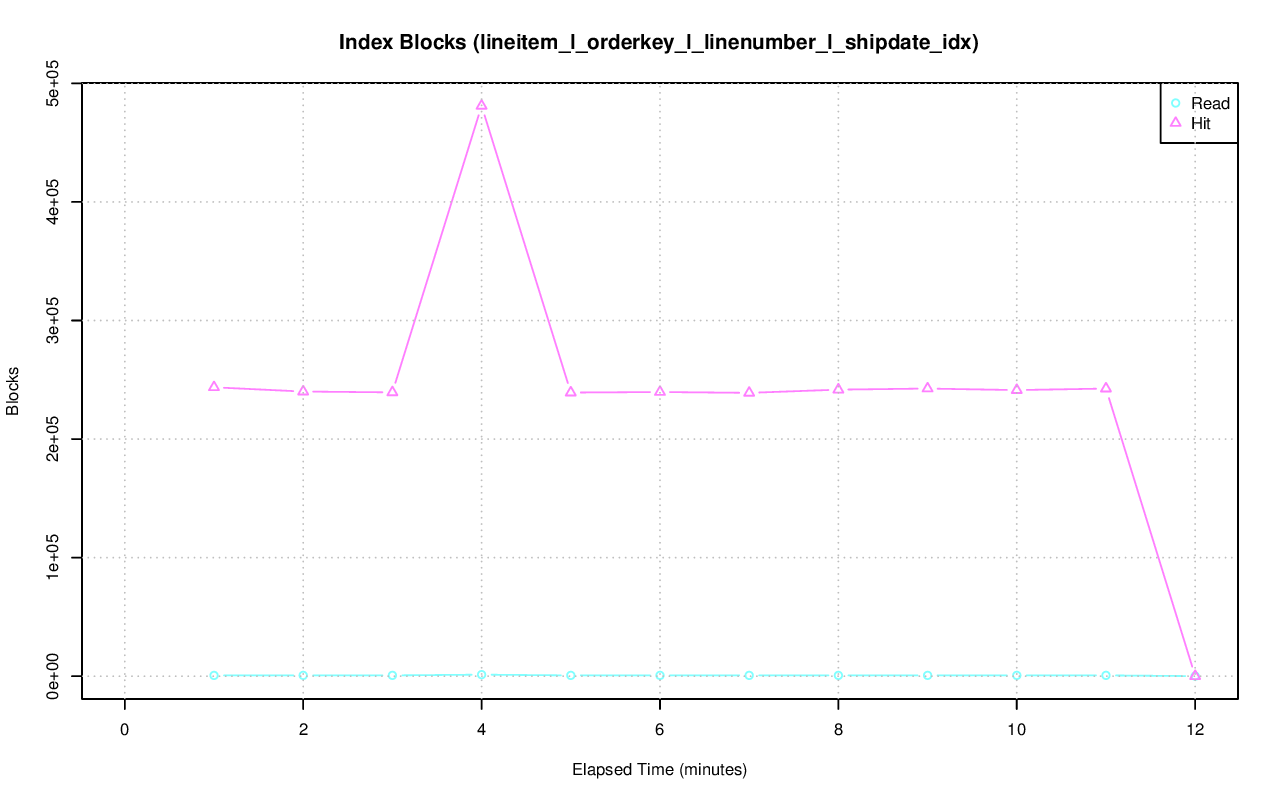 Index Blocks (lineitem_l_orderkey_l_linenumber_l_shipdate_idx)
Read
Hit
5e+05
4e+05
3e+05
2e+05
1e+05
0e+00
Blocks
0 2 4 6 8 10 12
Elapsed Time (minutes)